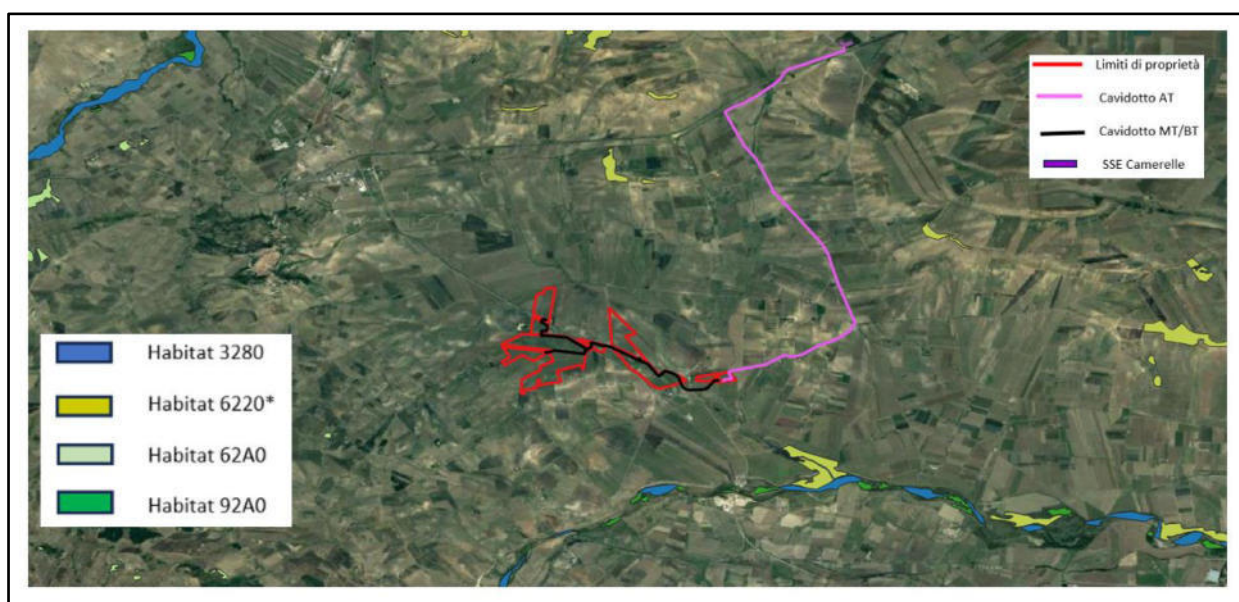 Limiti di proprietà
Cavidotto AT
Cavidotto MT/BT
SSE Camerelle
Habitat 3280
Habitat 6220*
Habitat 62A0
Habitat 92A0